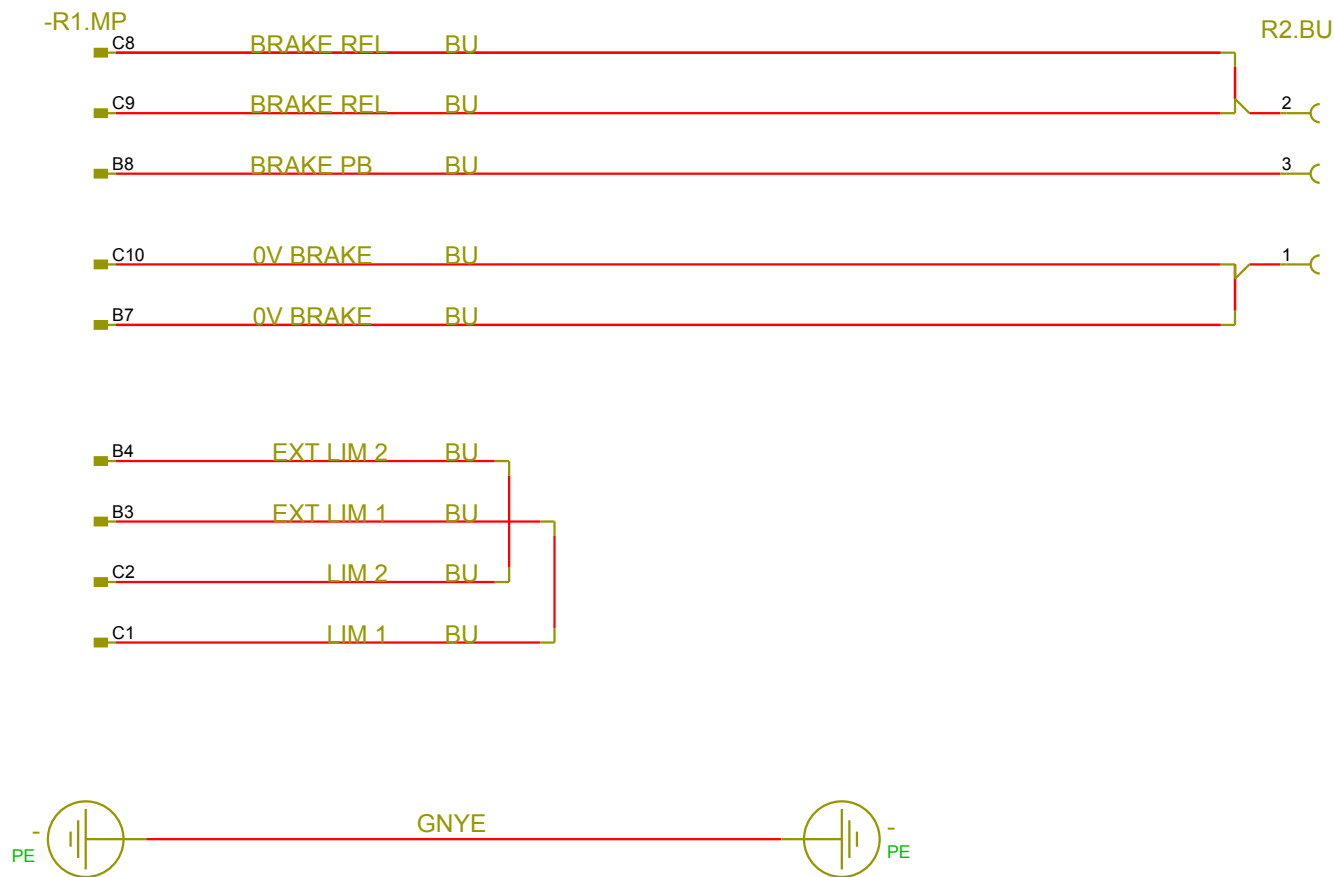 -R1.MP
R2.BU
C8 BRAKE REL BU
C9 BRAKE REL BU 2
B8 BRAKE PB BU 3
C10 0V BRAKE BU 1
B7 0V BRAKE BU
B4 EXT LIM 2 BU
B3 EXT LIM 1 BU
C2 LIM 2 BU
C1 LIM 1 BU
GNYE
- -
PE PE